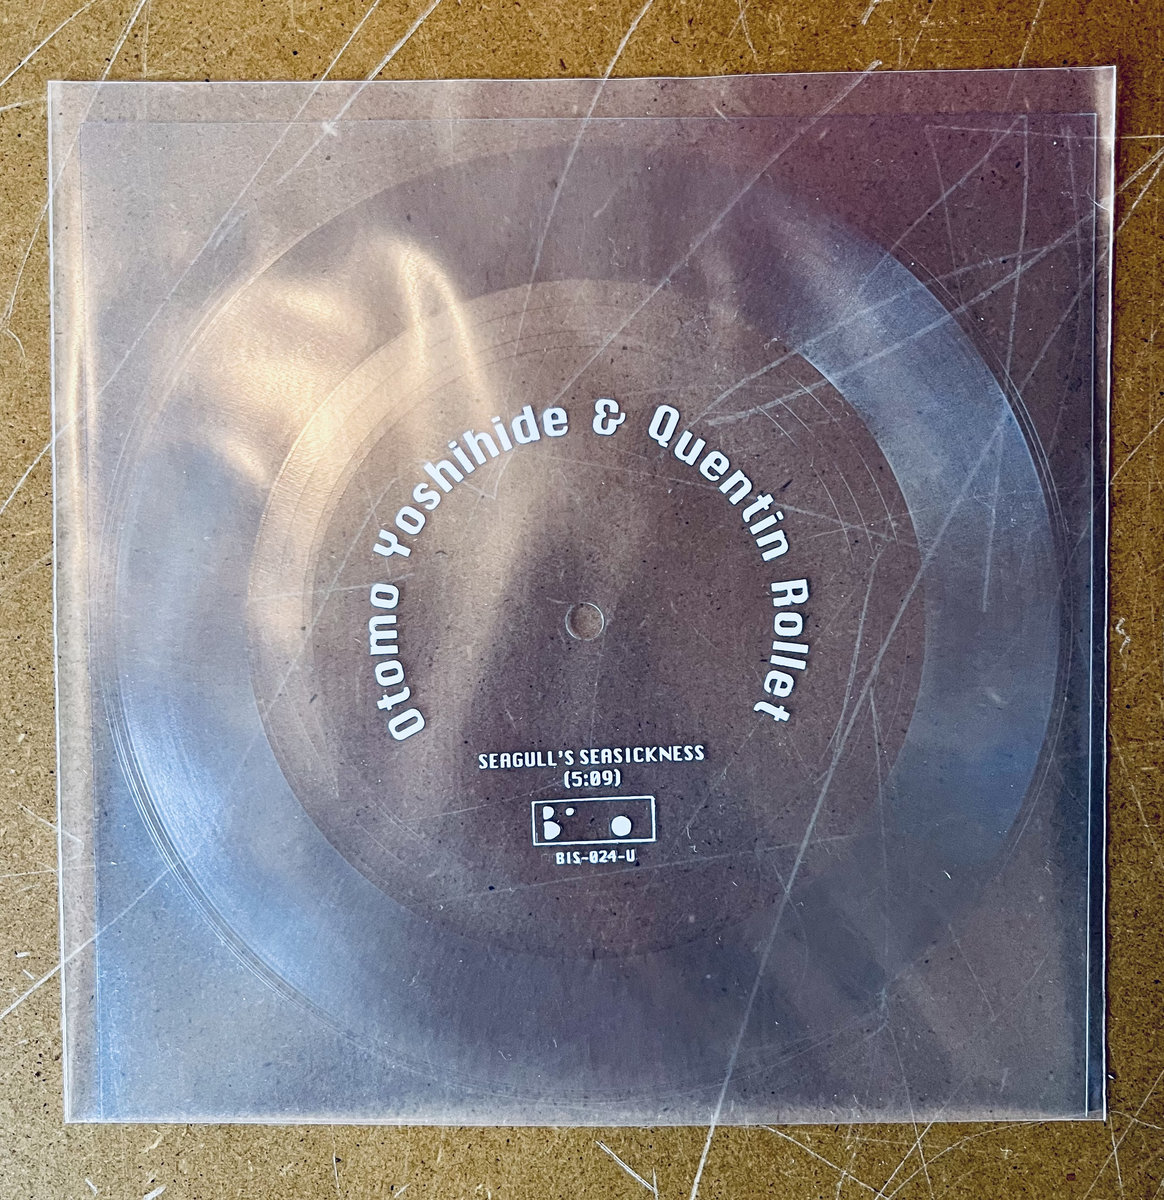 Otomo Yoshihide & Quentin Rollet
SEAGULL'S SEASICKNESS
(5:09)
BIS-024-U